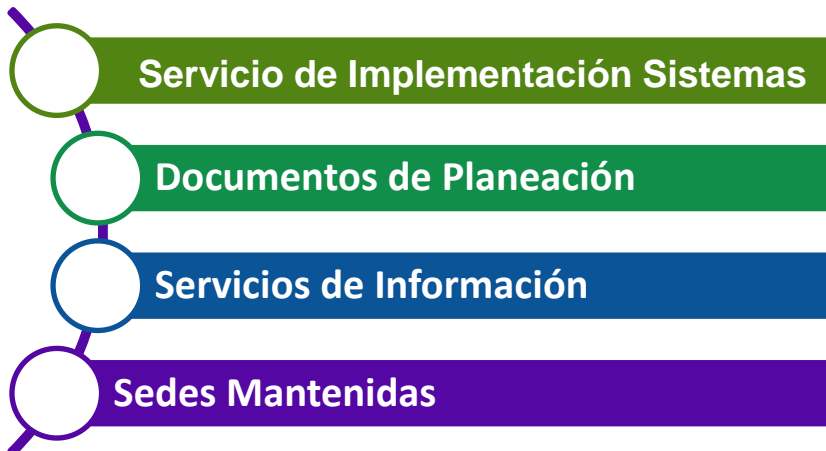 Servicio de Implementación Sistemas
Documentos de Planeación
Servicios de Información
Sedes Mantenidas